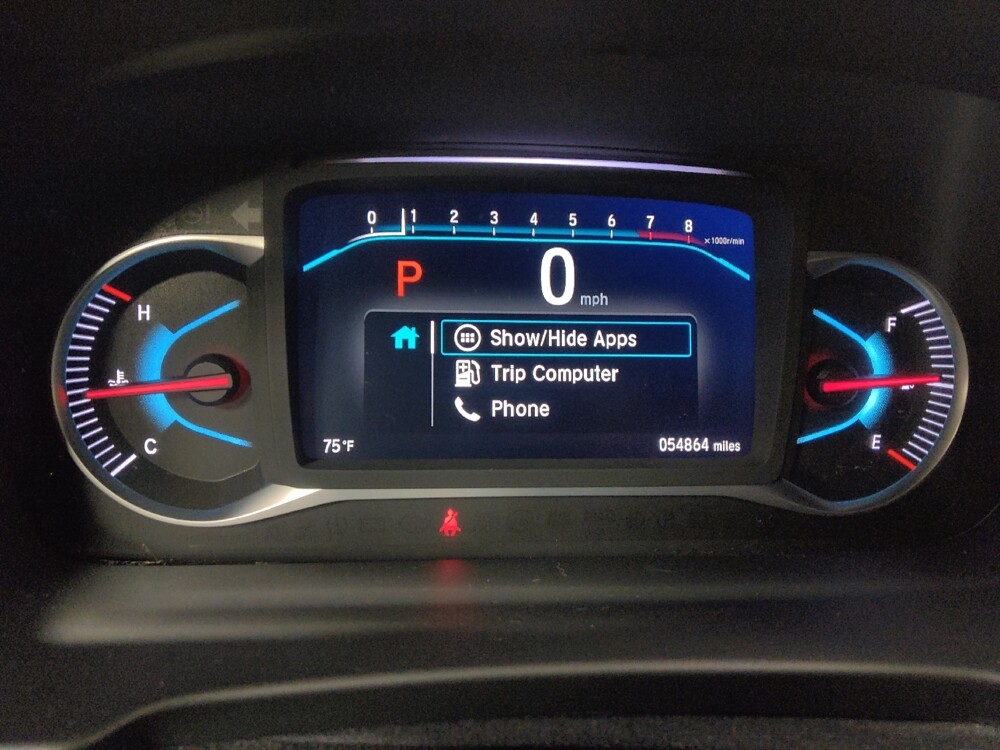 0 1 2 3 4 5 6 7 8 ×1000r/min
P 0 mph
H
F
Show/Hide Apps
Trip Computer
Phone
C
E
75°F
054864 miles